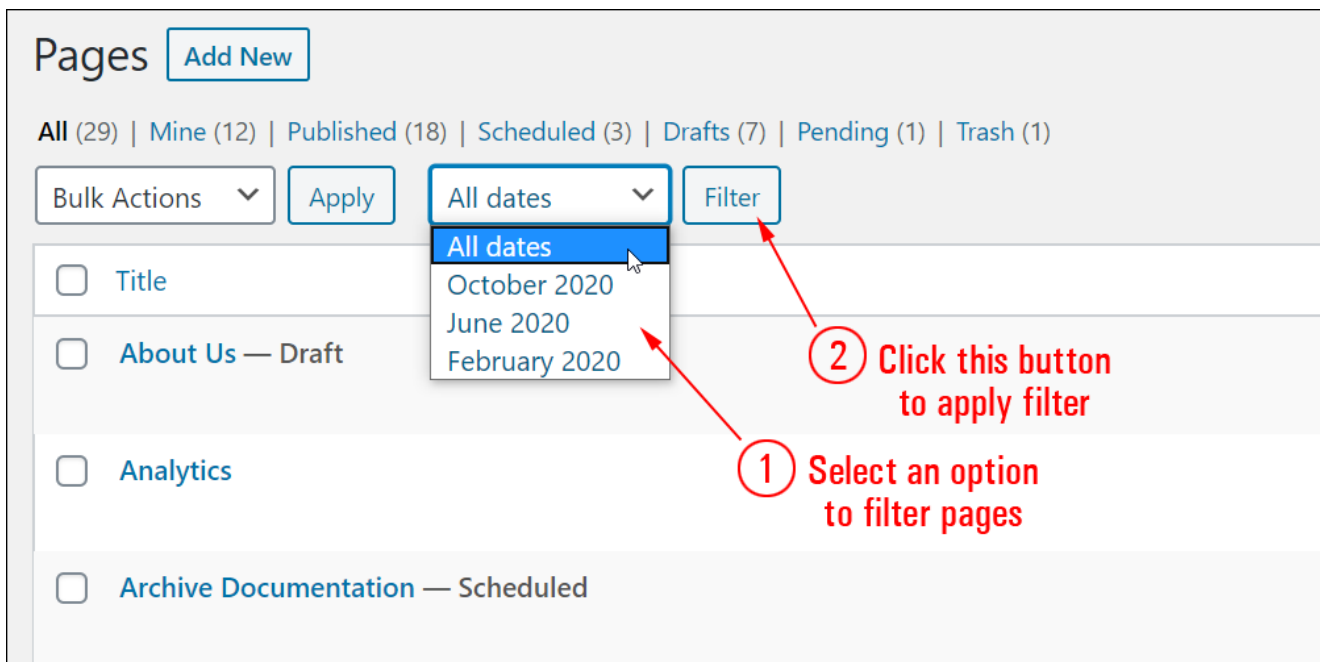 Pages Add New
All (29) | Mine (12) | Published (18) | Scheduled (3) | Drafts (7) | Pending (1) | Trash (1)
Bulk Actions Apply All dates Filter
All dates
Title
October 2020
June 2020
February 2020
About Us — Draft
2 Click this button
to apply filter
Analytics
1 Select an option
to filter pages
Archive Documentation — Scheduled